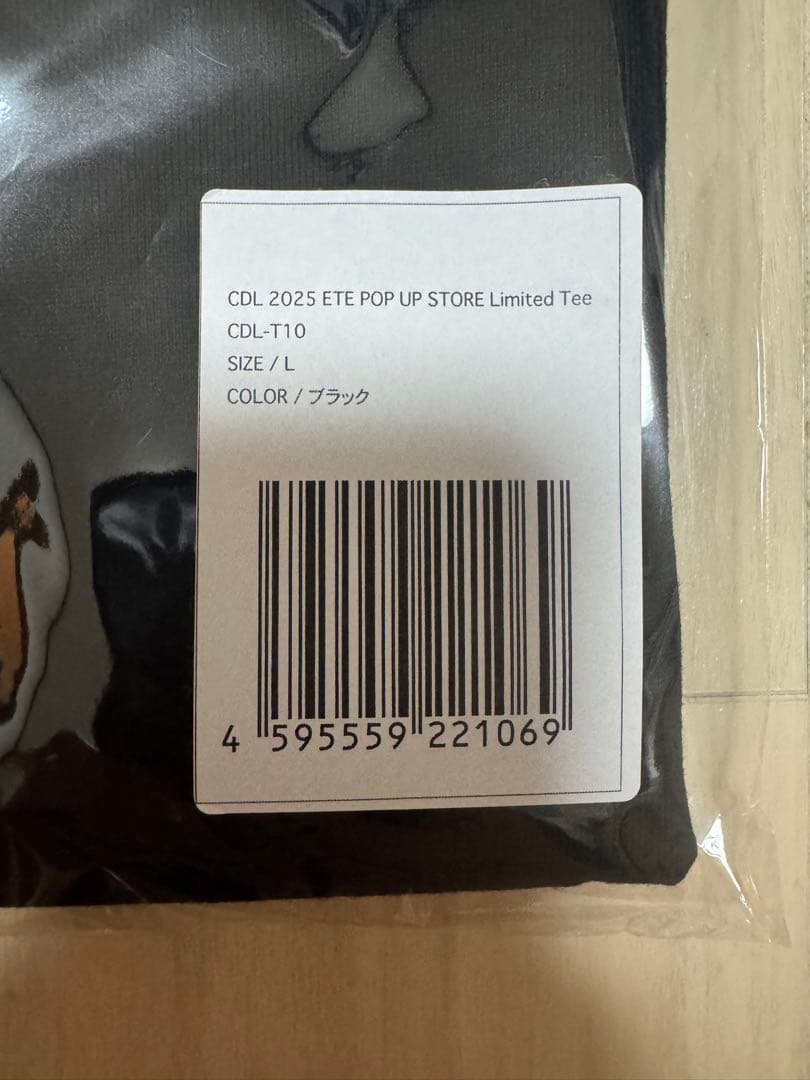 CDL 2025 ETE POP UP STORE Limited Tee
CDL-T10
SIZE / L
COLOR / ブラック
4 595559 221069